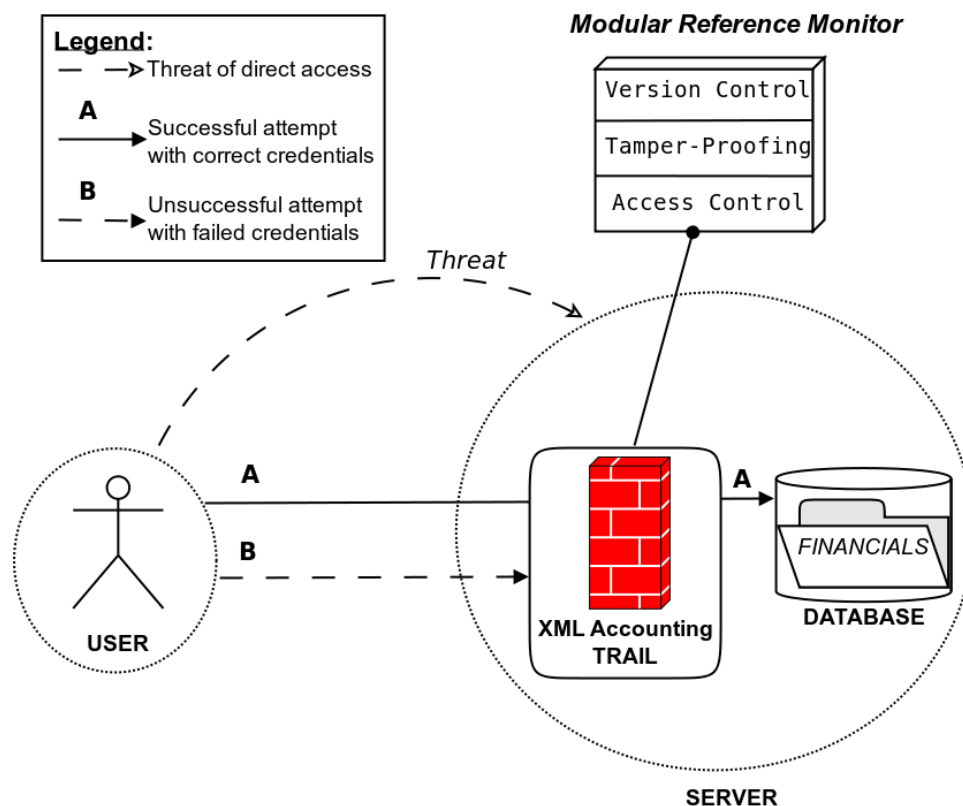 Modular Reference Monitor
Legend:
Threat of direct access
A
Successful attempt
with correct credentials
B
Unsuccessful attempt
with failed credentials
Version Control
Tamper-Proofing
Access Control
Threat
A
B
A
USER
XML Accounting
TRAIL
FINANCIALS
DATABASE
SERVER